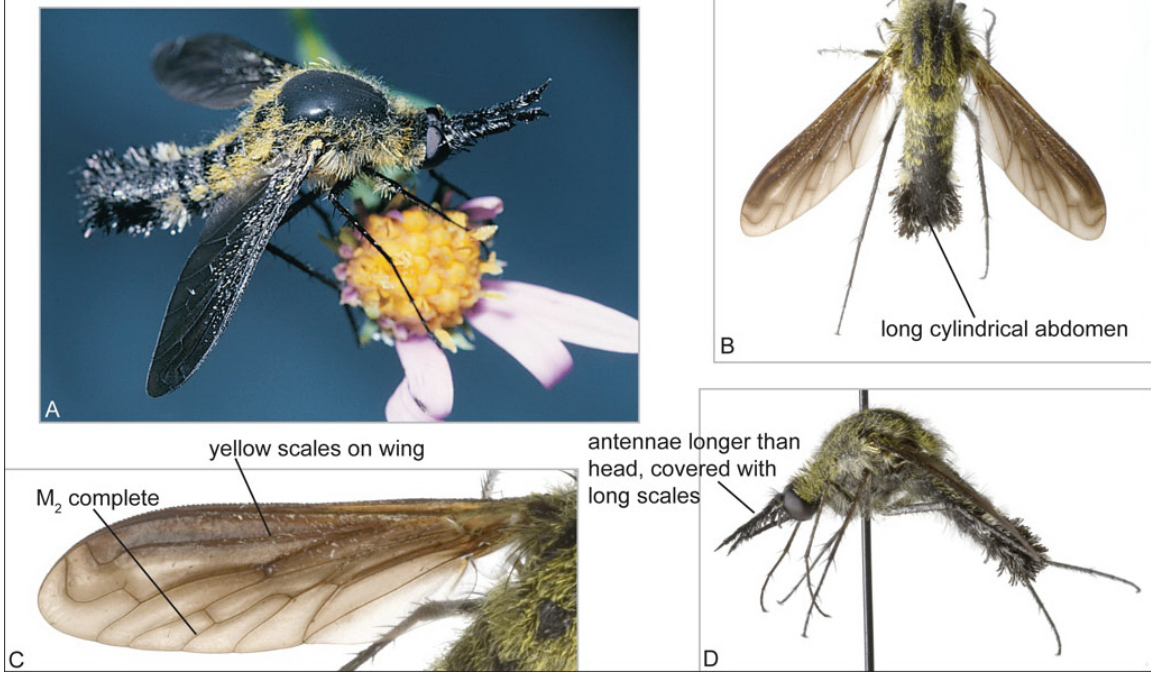 A
B
long cylindrical abdomen
yellow scales on wing
M₂ complete
C
antennae longer than
head, covered with
long scales
D